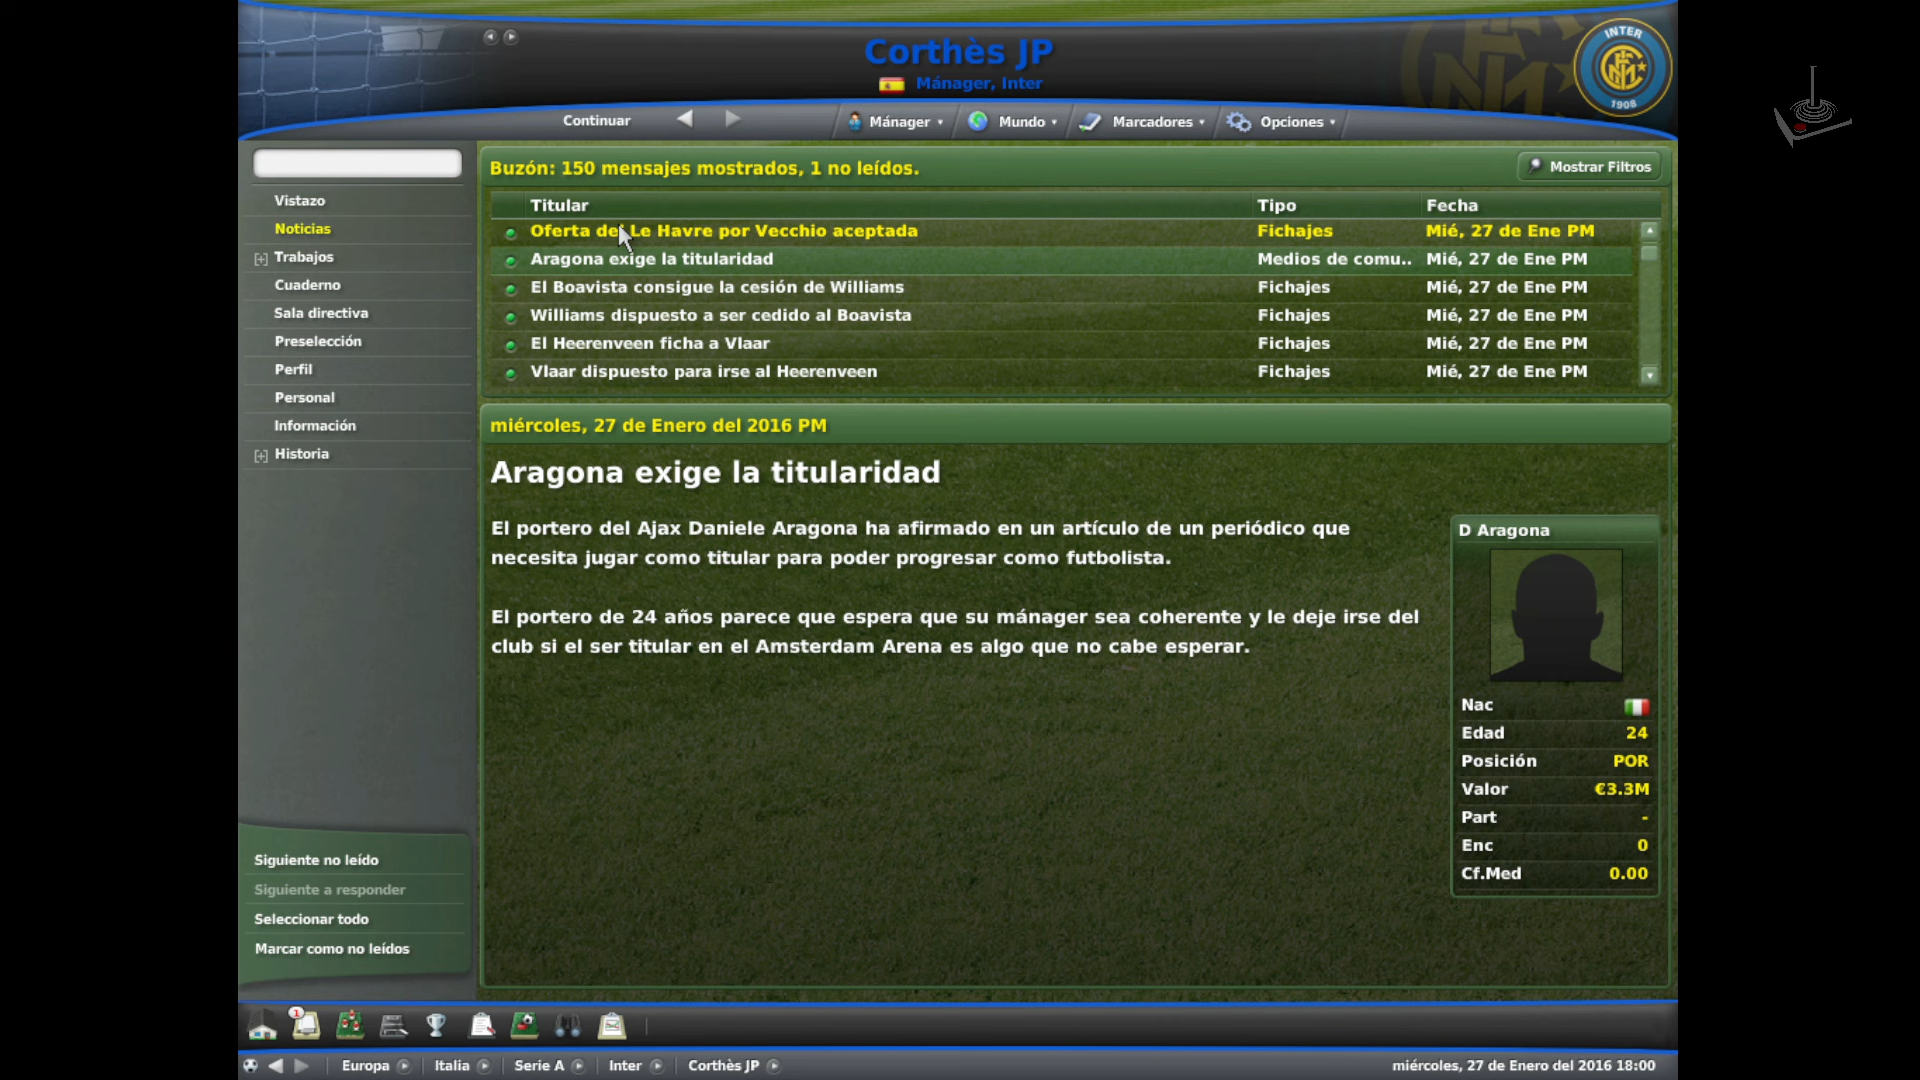 Corthès JP
Mánager, Inter
INTER
1908
Continuar
Mánager
Mundo
Marcadores
Opciones
Vistazo
Noticias
Trabajos
Cuaderno
Sala directiva
Preselección
Perfil
Personal
Información
Historia
Siguiente no leído
Siguiente a responder
Seleccionar todo
Marcar como no leídos
Buzón: 150 mensajes mostrados, 1 no leídos.
Mostrar Filtros
Titular Tipo Fecha
Oferta del Le Havre por Vecchio aceptada Fichajes Mié, 27 de Ene PM
Aragona exige la titularidad Medios de comu.. Mié, 27 de Ene PM
El Boavista consigue la cesión de Williams Fichajes Mié, 27 de Ene PM
Williams dispuesto a ser cedido al Boavista Fichajes Mié, 27 de Ene PM
El Heerenveen ficha a Vlaar Fichajes Mié, 27 de Ene PM
Vlaar dispuesto para irse al Heerenveen Fichajes Mié, 27 de Ene PM
miércoles, 27 de Enero del 2016 PM
Aragona exige la titularidad
El portero del Ajax Daniele Aragona ha afirmado en un artículo de un periódico que
necesita jugar como titular para poder progresar como futbolista.
El portero de 24 años parece que espera que su mánager sea coherente y le deje irse del
club si el ser titular en el Amsterdam Arena es algo que no cabe esperar.
D Aragona
Nac
Edad 24
Posición POR
Valor €3.3M
Part -
Enc 0
Cf.Med 0.00
1
Europa
Italia
Serie A
Inter
Corthès JP
miércoles, 27 de Enero del 2016 18:00